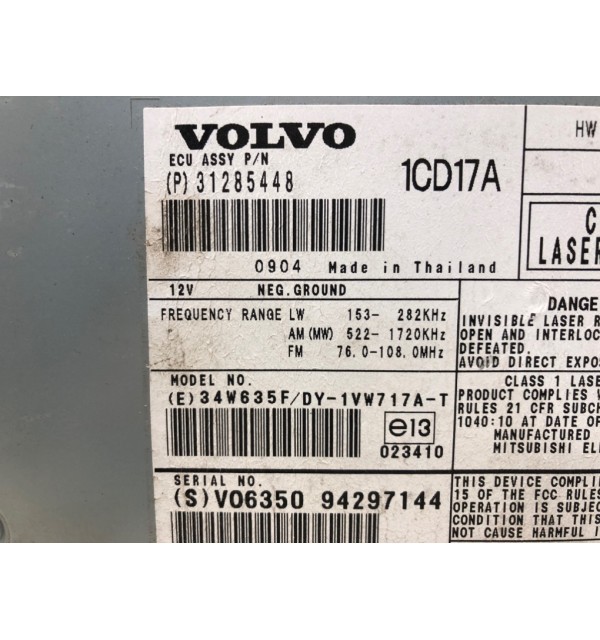 VOLVO
ECU ASSY P/N
(P) 31285448
1CD17A
HW
LASER
0904 Made in Thailand
12V NEG.GROUND
FREQUENCY RANGE LW 153- 282KHz
AM(MW) 522-1720KHz
FM 76.0-108.0MHz
DANGE
INVISIBLE LASER R
OPEN AND INTERLOC
DEFEATED.
AVOID DIRECT EXPOS
MODEL NO.
(E)34W635F/DY-1VW717A-T
e13
023410
CLASS 1 LASE
PRODUCT COMPLIES W
RULES 21 CFR SUBCH
1040:10 AT DATE OF
MANUFACTURED
MITSUBISHI EL
SERIAL NO.
(S)V06350 94297144
THIS DEVICE COMPLI
15 OF THE FCC RULES
OPERATION IS SUBJEC
CONDITION THAT THIS
NOT CAUSE HARMFUL I